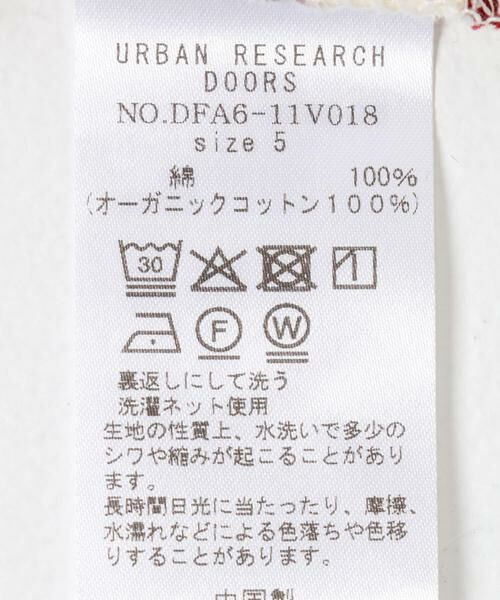 URBAN RESEARCH
DOORS
NO.DFA6-11V018
size 5
綿 100%
(オーガニックコットン100%)
30
F W
裏返しにして洗う
洗濯ネット使用
生地の性質上、水洗いで多少の
シワや縮みが起こることがあり
ます。
長時間日光に当たったり、摩擦、
水濡れなどによる色落ちや色移
りすることがあります。
中国製